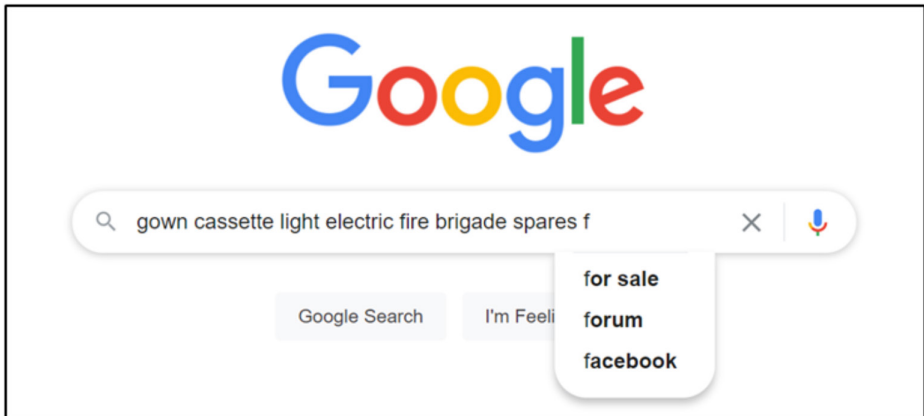 Google
gown cassette light electric fire brigade spares f
for sale
Google Search I'm Feeli
forum
facebook